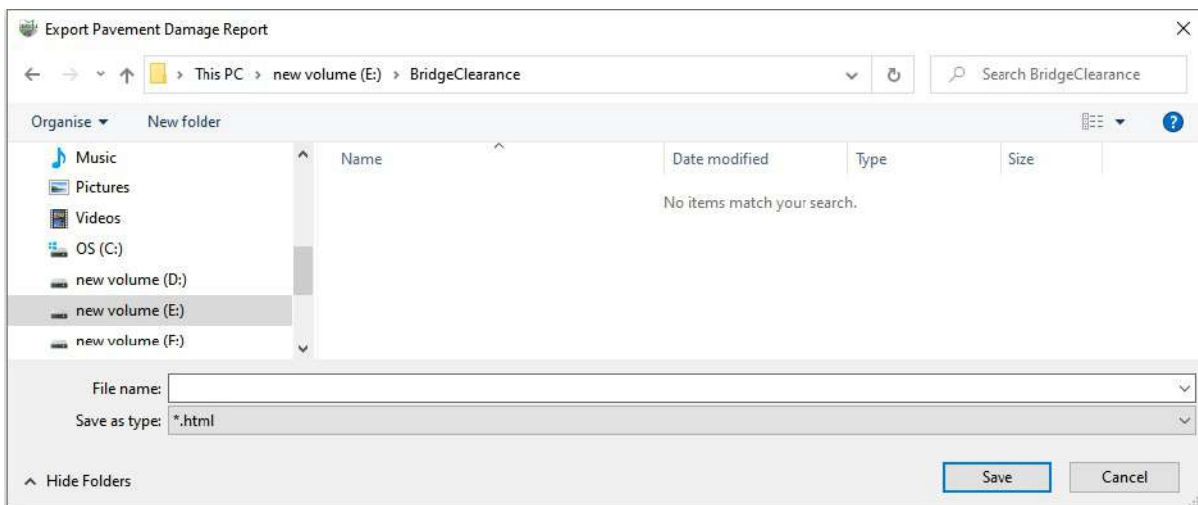 Export Pavement Damage Report
This PC > new volume (E:) > BridgeClearance
Search BridgeClearance
Organise
New folder
Name
Date modified
Type
Size
Music
Pictures
Videos
OS (C:)
new volume (D:)
new volume (E:)
new volume (F:)
No items match your search.
File name:
Save as type: *.html
Hide Folders
Save
Cancel